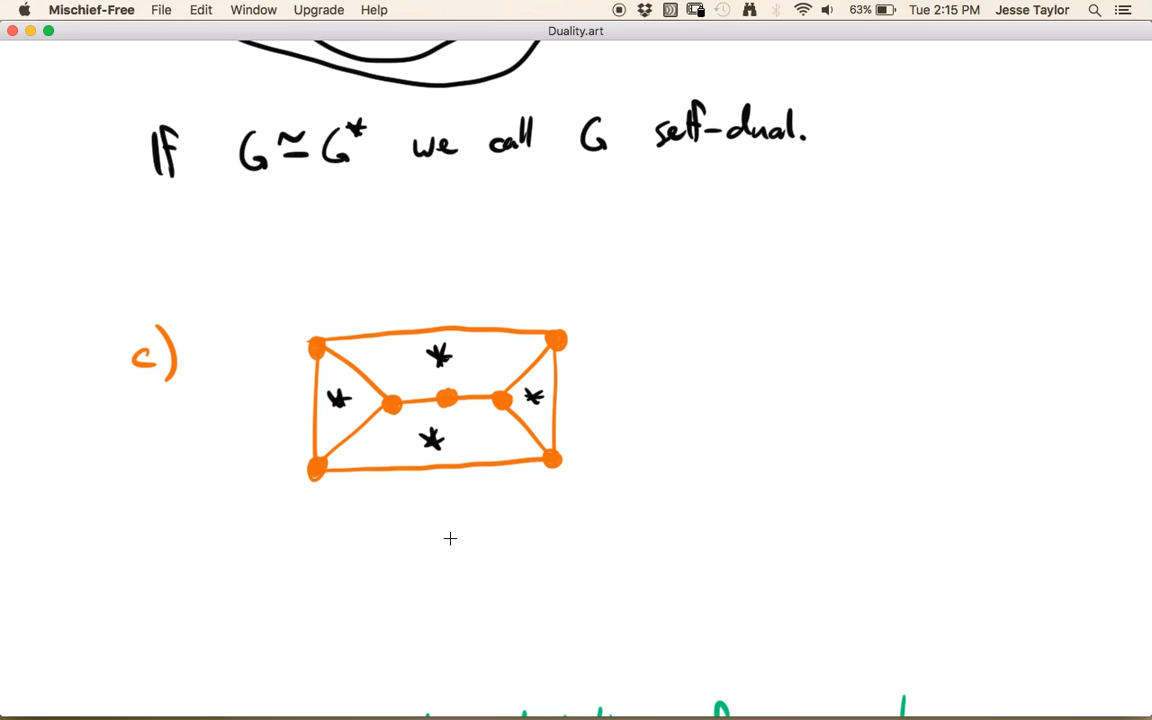 Mischief-Free File Edit Window Upgrade Help 63% Tue 2:15 PM Jesse Taylor
Duality.art
If G ≅ G* we call G self-dual.
c)